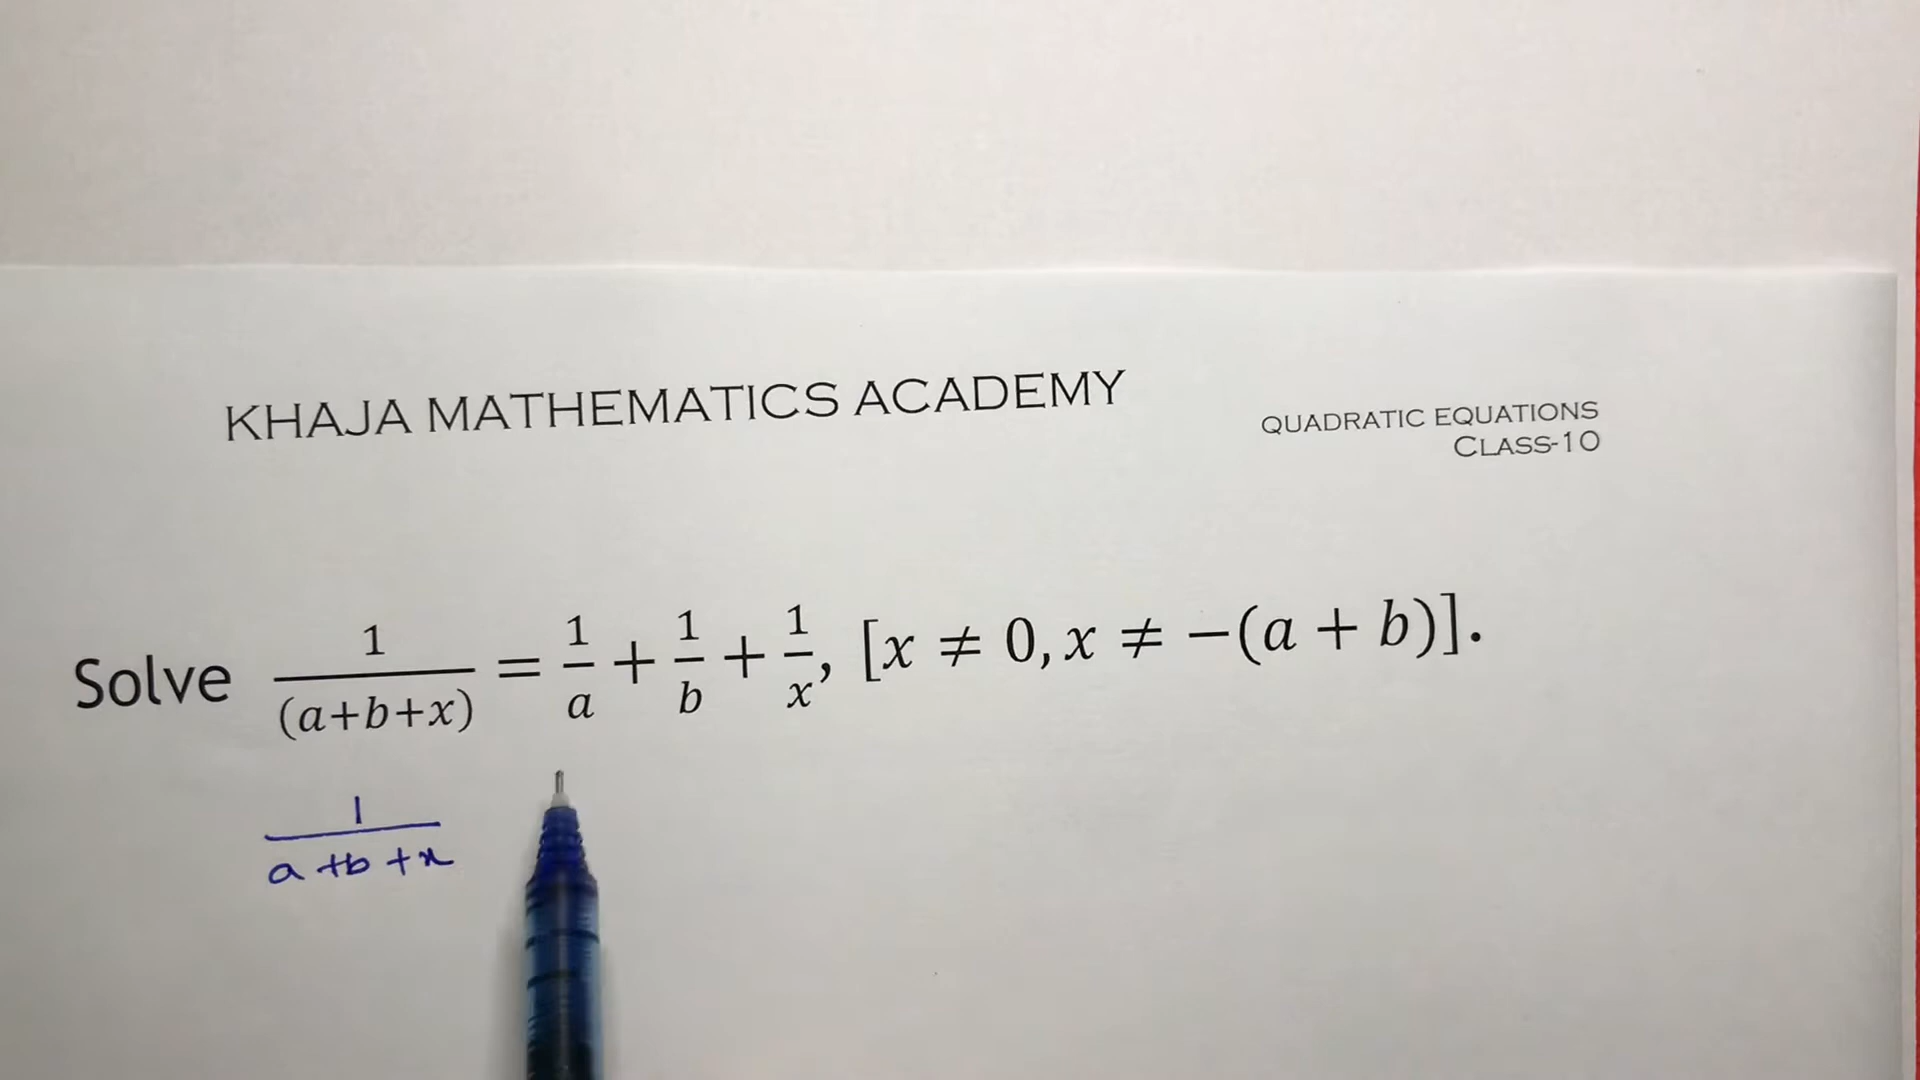 KHAJA MATHEMATICS ACADEMY
QUADRATIC EQUATIONS
CLASS-10
Solve 1/(a+b+x) = 1/a + 1/b + 1/x, [x ≠ 0, x ≠ −(a + b)].
1/a+b+x